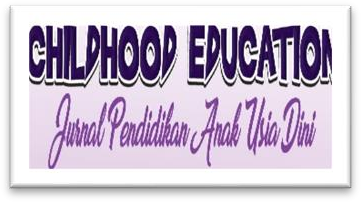 CHILDHOOD EDUCATION
Jurnal Pendidikan Anak Usia Dini